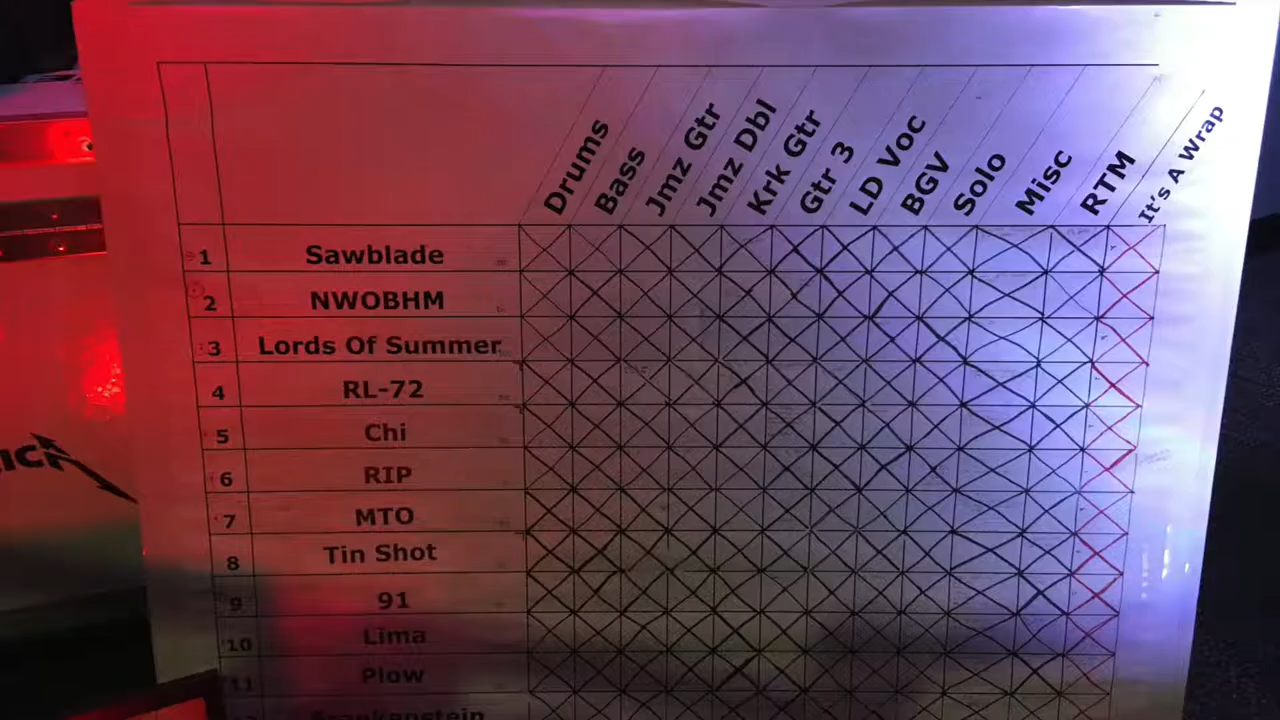 Drums Bass Jmz Gtr Jmz Dbl Krk Gtr Gtr 3 LD Voc BGV Solo Misc RTM It's A Wrap
1 Sawblade
2 NWOBHM
3 Lords Of Summer
4 RL-72
5 Chi
6 RIP
7 MTO
8 Tin Shot
9 91
10 Lima
11 Plow
Frankenstein